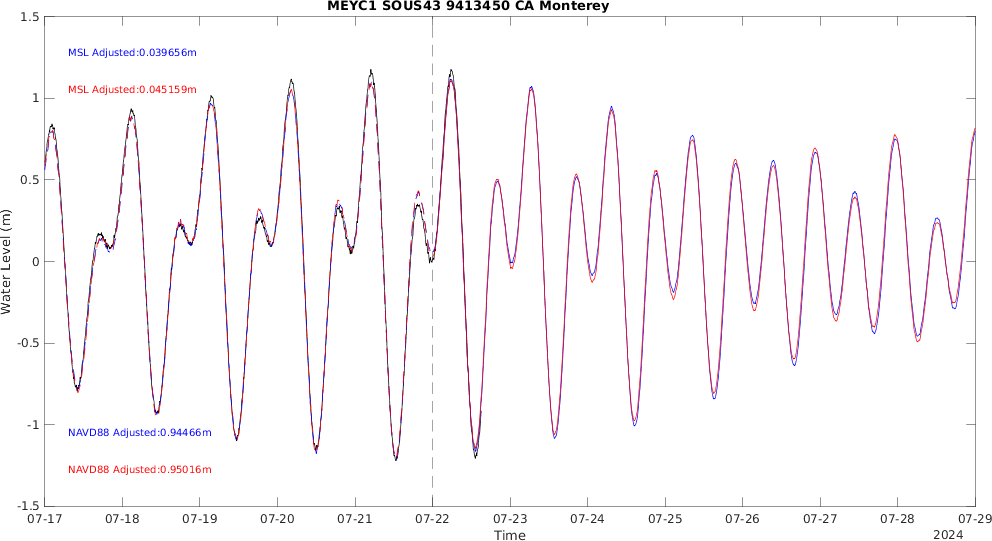 MEYC1 SOUS43 9413450 CA Monterey
1.5
1
0.5
0
-0.5
-1
-1.5
Water Level (m)
MSL Adjusted:0.039656m
MSL Adjusted:0.045159m
NAVD88 Adjusted:0.94466m
NAVD88 Adjusted:0.95016m
07-17 07-18 07-19 07-20 07-21 07-22 07-23 07-24 07-25 07-26 07-27 07-28 07-29
Time
2024